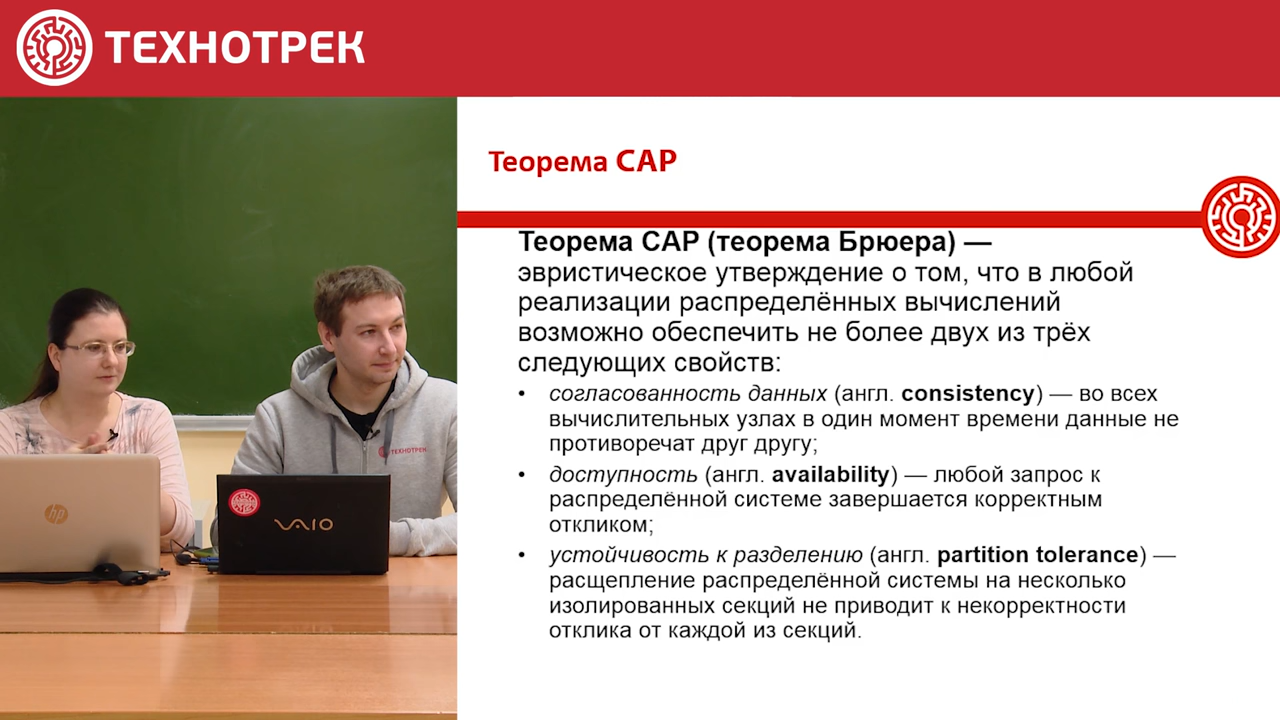 ТЕХНОТРЕК
Теорема CAP
Теорема CAP (теорема Брюера) —
эвристическое утверждение о том, что в любой
реализации распределённых вычислений
возможно обеспечить не более двух из трёх
следующих свойств:
• согласованность данных (англ. consistency) — во всех
вычислительных узлах в один момент времени данные не
противоречат друг другу;
• доступность (англ. availability) — любой запрос к
распределённой системе завершается корректным
откликом;
• устойчивость к разделению (англ. partition tolerance) —
расщепление распределённой системы на несколько
изолированных секций не приводит к некорректности
отклика от каждой из секций.
ТЕХНОТРЕК
hp
VAIO